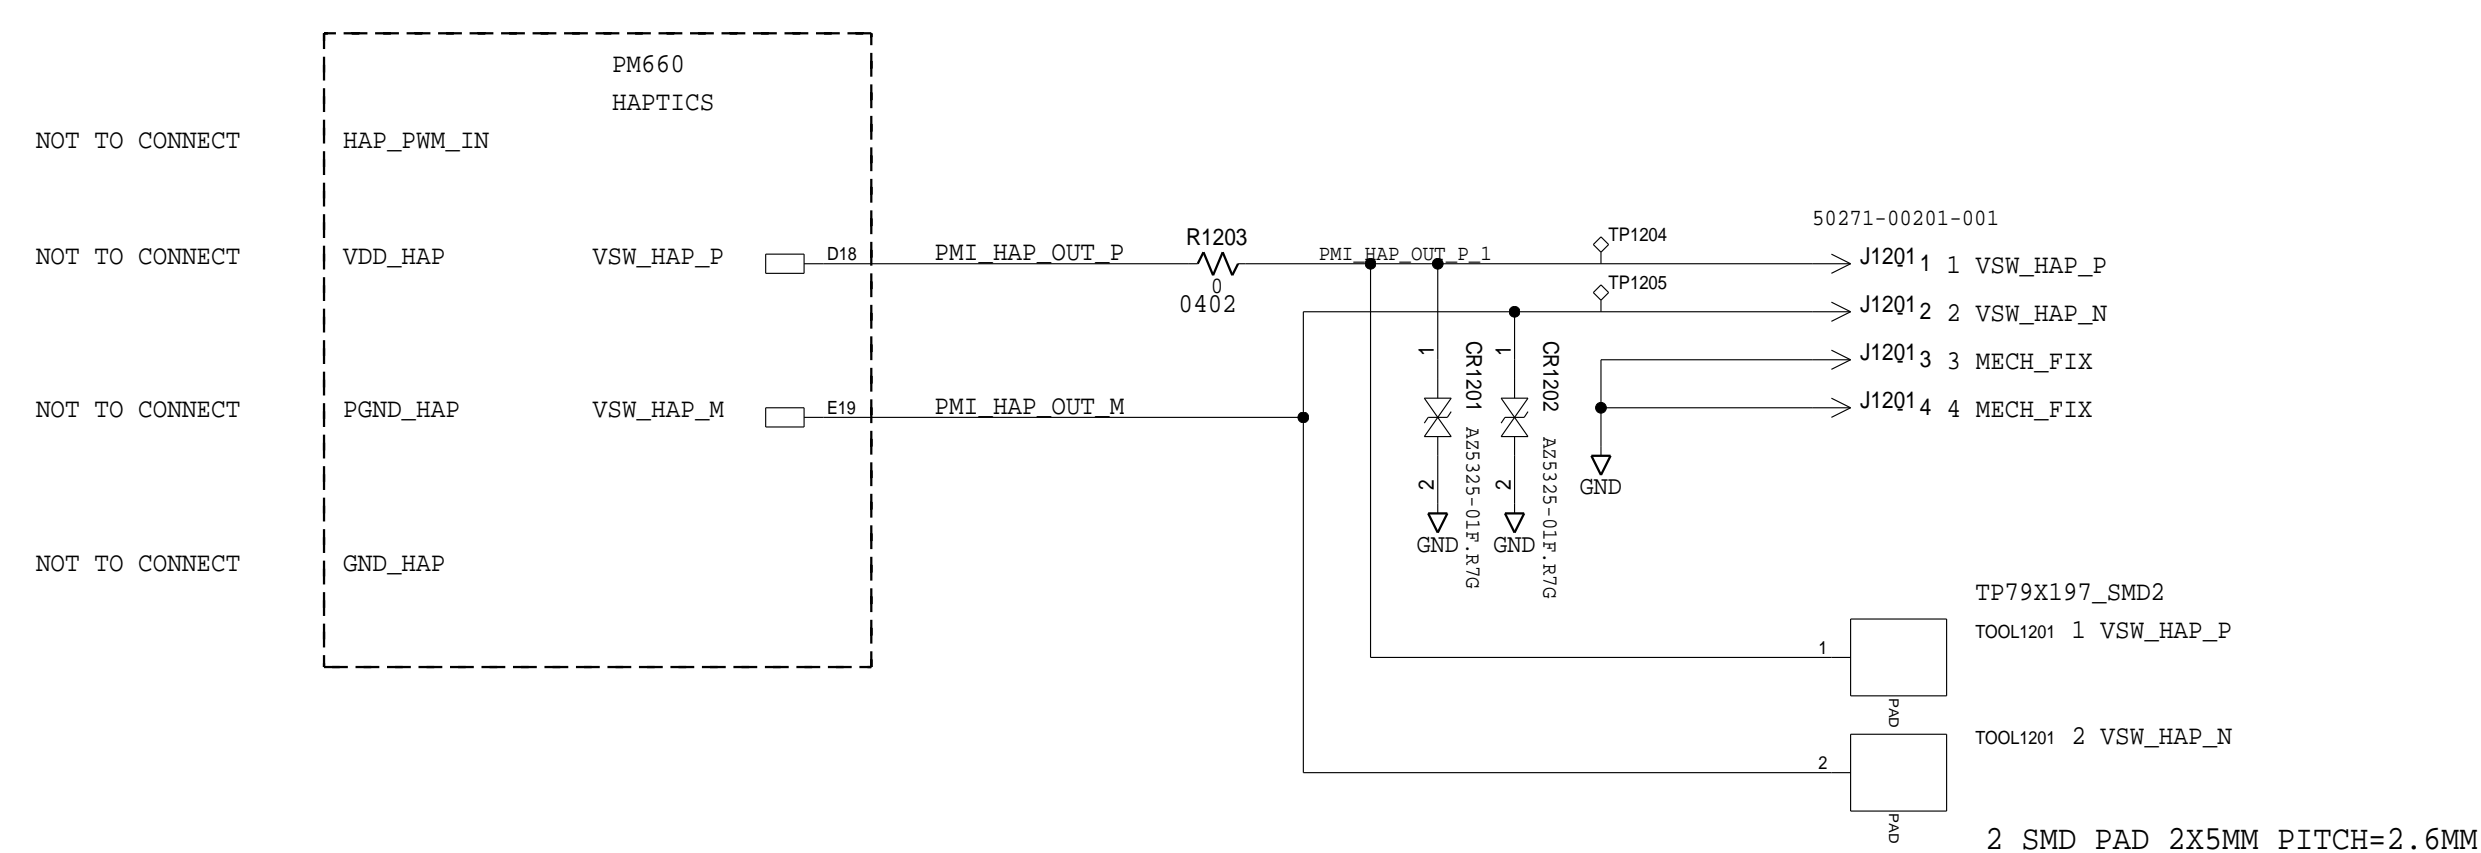 PM660
HAPTICS
NOT TO CONNECT HAP_PWM_IN
50271-00201-001
NOT TO CONNECT VDD_HAP VSW_HAP_P D18 PMI_HAP_OUT_P R1203 PMI_HAP_OUT_P_1 TP1204 J1201 1 1 VSW_HAP_P
0
0402
TP1205 J1201 2 2 VSW_HAP_N
J1201 3 3 MECH_FIX
NOT TO CONNECT PGND_HAP VSW_HAP_M E19 PMI_HAP_OUT_M J1201 4 4 MECH_FIX
1 CR1201 AZ5325-01F.R7G 2
1 CR1202 AZ5325-01F.R7G 2
GND
GND GND
NOT TO CONNECT GND_HAP
TP79X197_SMD2
TOOL1201 1 VSW_HAP_P
1
PAD
TOOL1201 2 VSW_HAP_N
2
PAD
2 SMD PAD 2X5MM PITCH=2.6MM